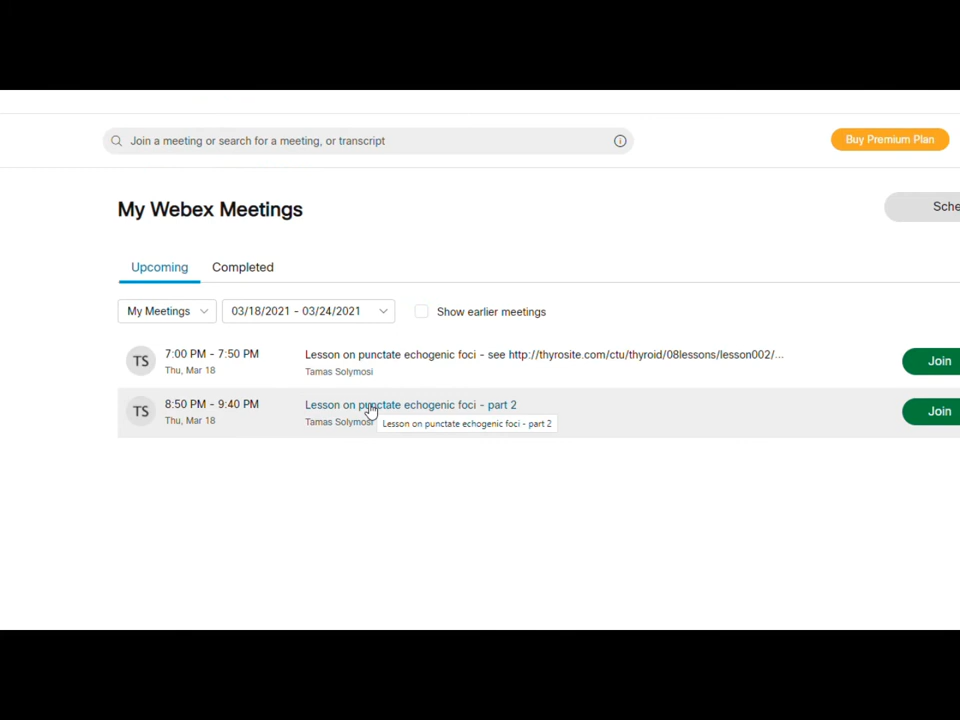 Join a meeting or search for a meeting, or transcript
Buy Premium Plan
My Webex Meetings
Sche
Upcoming Completed
My Meetings 03/18/2021 - 03/24/2021 Show earlier meetings
TS 7:00 PM - 7:50 PM Lesson on punctate echogenic foci - see http://thyrosite.com/ctu/thyroid/08lessons/lesson002/... Join
Thu, Mar 18 Tamas Solymosi
TS 8:50 PM - 9:40 PM Lesson on punctate echogenic foci - part 2 Join
Thu, Mar 18 Tamas Solymosi Lesson on punctate echogenic foci - part 2